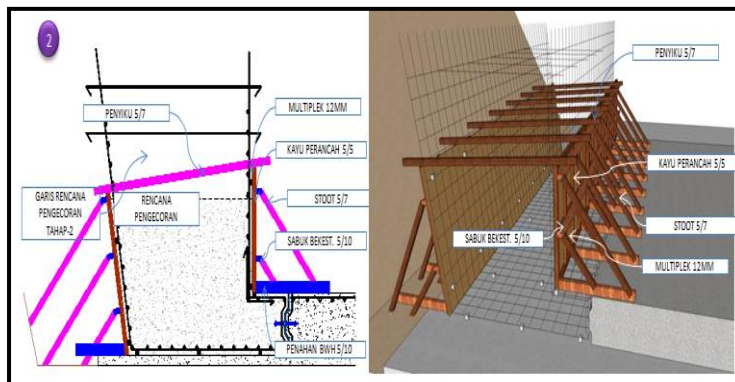 2
PENYIKU 5/7
MULTIPLEK 12MM
KAYU PERANCAH 5/5
GARIS RENCANA
PENGECORAN
TAHAP-2
RENCANA
PENGECORAN
STOOT 5/7
SABUK BEKEST. 5/10
PENAHAN BWH 5/10
PENYIKU 5/7
KAYU PERANCAH 5/5
STOOT 5/7
SABUK BEKEST. 5/10
MULTIPLEK 12MM